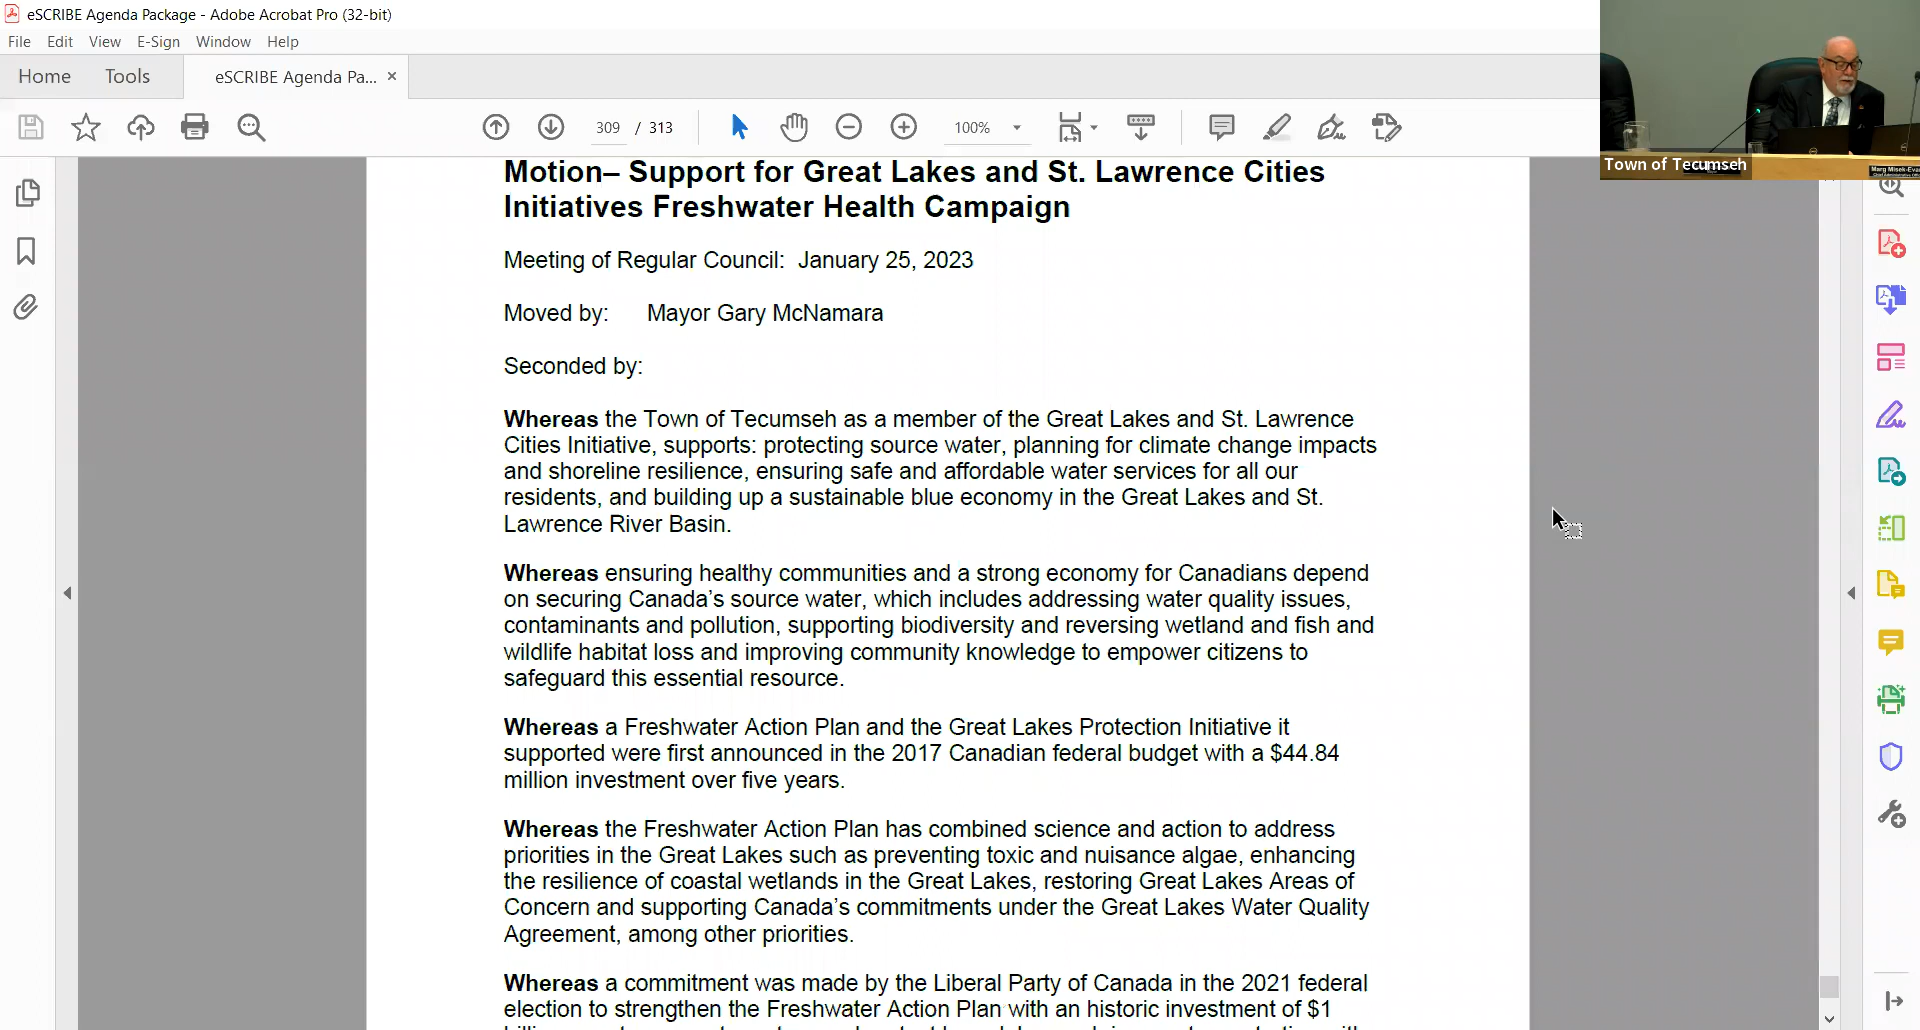 eSCRIBE Agenda Package - Adobe Acrobat Pro (32-bit)
File Edit View E-Sign Window Help
Home Tools eSCRIBE Agenda Pa... ×
309 / 313 100%
Town of Tecumseh
Marg Misek-Eva
Motion– Support for Great Lakes and St. Lawrence Cities
Initiatives Freshwater Health Campaign
Meeting of Regular Council: January 25, 2023
Moved by: Mayor Gary McNamara
Seconded by:
Whereas the Town of Tecumseh as a member of the Great Lakes and St. Lawrence
Cities Initiative, supports: protecting source water, planning for climate change impacts
and shoreline resilience, ensuring safe and affordable water services for all our
residents, and building up a sustainable blue economy in the Great Lakes and St.
Lawrence River Basin.
Whereas ensuring healthy communities and a strong economy for Canadians depend
on securing Canada's source water, which includes addressing water quality issues,
contaminants and pollution, supporting biodiversity and reversing wetland and fish and
wildlife habitat loss and improving community knowledge to empower citizens to
safeguard this essential resource.
Whereas a Freshwater Action Plan and the Great Lakes Protection Initiative it
supported were first announced in the 2017 Canadian federal budget with a $44.84
million investment over five years.
Whereas the Freshwater Action Plan has combined science and action to address
priorities in the Great Lakes such as preventing toxic and nuisance algae, enhancing
the resilience of coastal wetlands in the Great Lakes, restoring Great Lakes Areas of
Concern and supporting Canada's commitments under the Great Lakes Water Quality
Agreement, among other priorities.
Whereas a commitment was made by the Liberal Party of Canada in the 2021 federal
election to strengthen the Freshwater Action Plan with an historic investment of $1